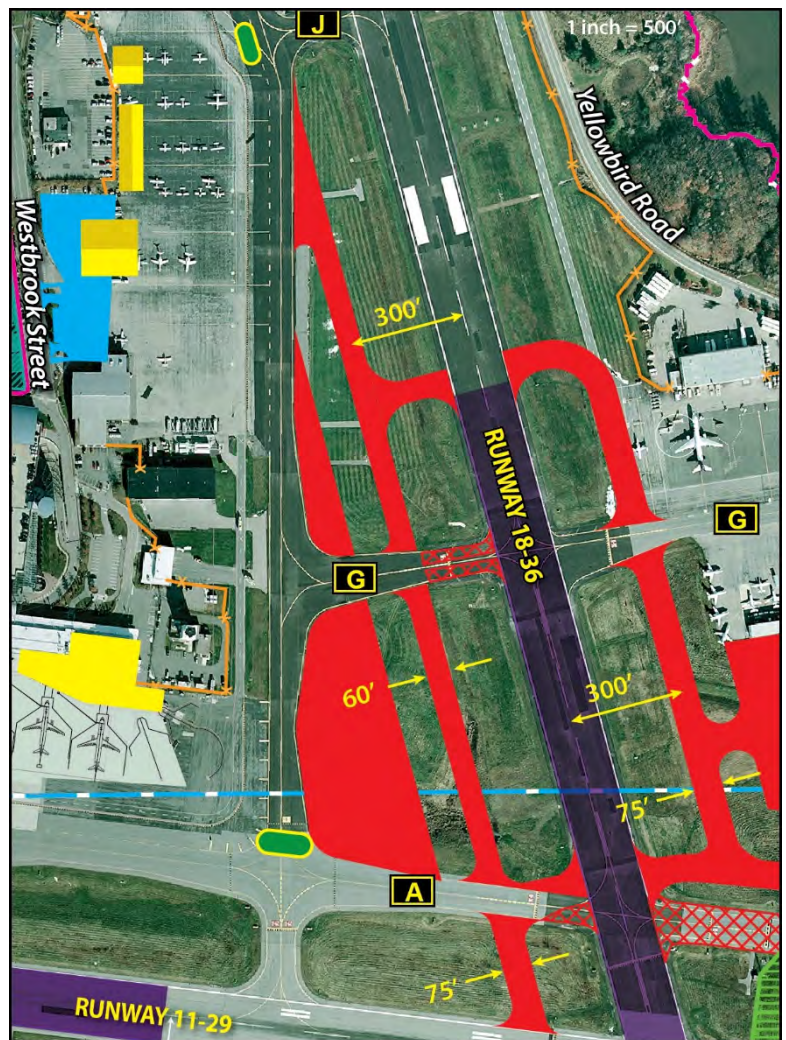 J
1 inch = 500'
Yellowbird Road
Westbrook Street
300'
RUNWAY 18-36
G
G
60'
300'
75'
A
75'
RUNWAY 11-29